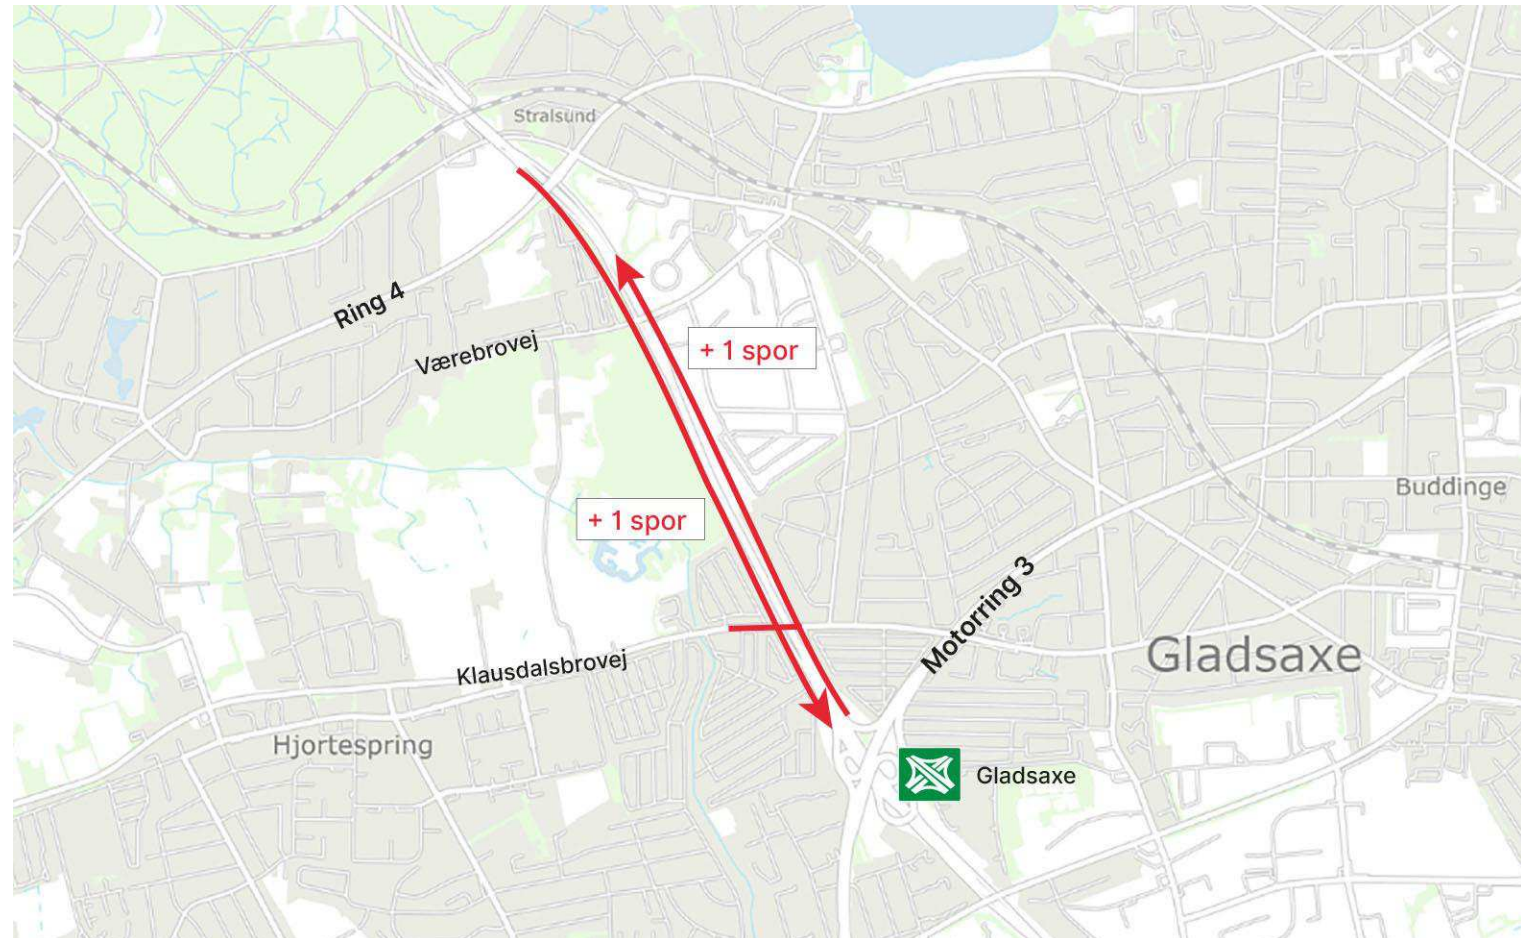 Stralsund
Ring 4
Værebrovej
+ 1 spor
Buddinge
+ 1 spor
Motorring 3
Gladsaxe
Klausdalsbrovej
Hjortespring
Gladsaxe